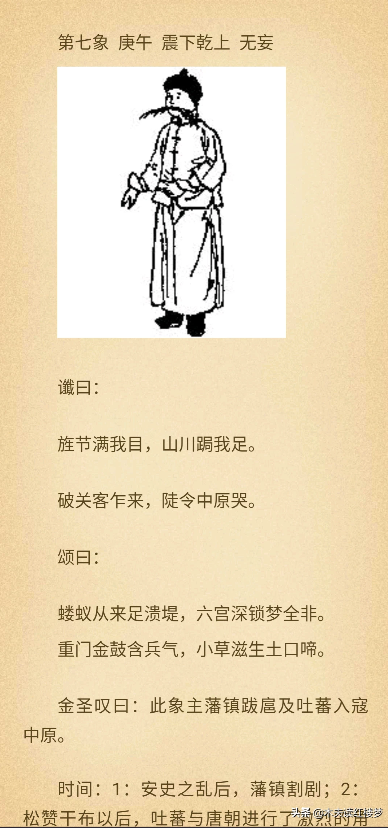 第七象 庚午 震下乾上 无妄
谶曰：
旌节满我目，山川跼我足。
破关客乍来，陡令中原哭。
颂曰：
蝼蚁从来足溃堤，六宫深锁梦全非。
重门金鼓含兵气，小草滋生土口啼。
金圣叹曰：此象主藩镇跋扈及吐蕃入寇
中原。
时间：1：安史之乱后，藩镇割剧；2：
松赞干布以后，吐蕃与唐朝进行了激烈的用
头条